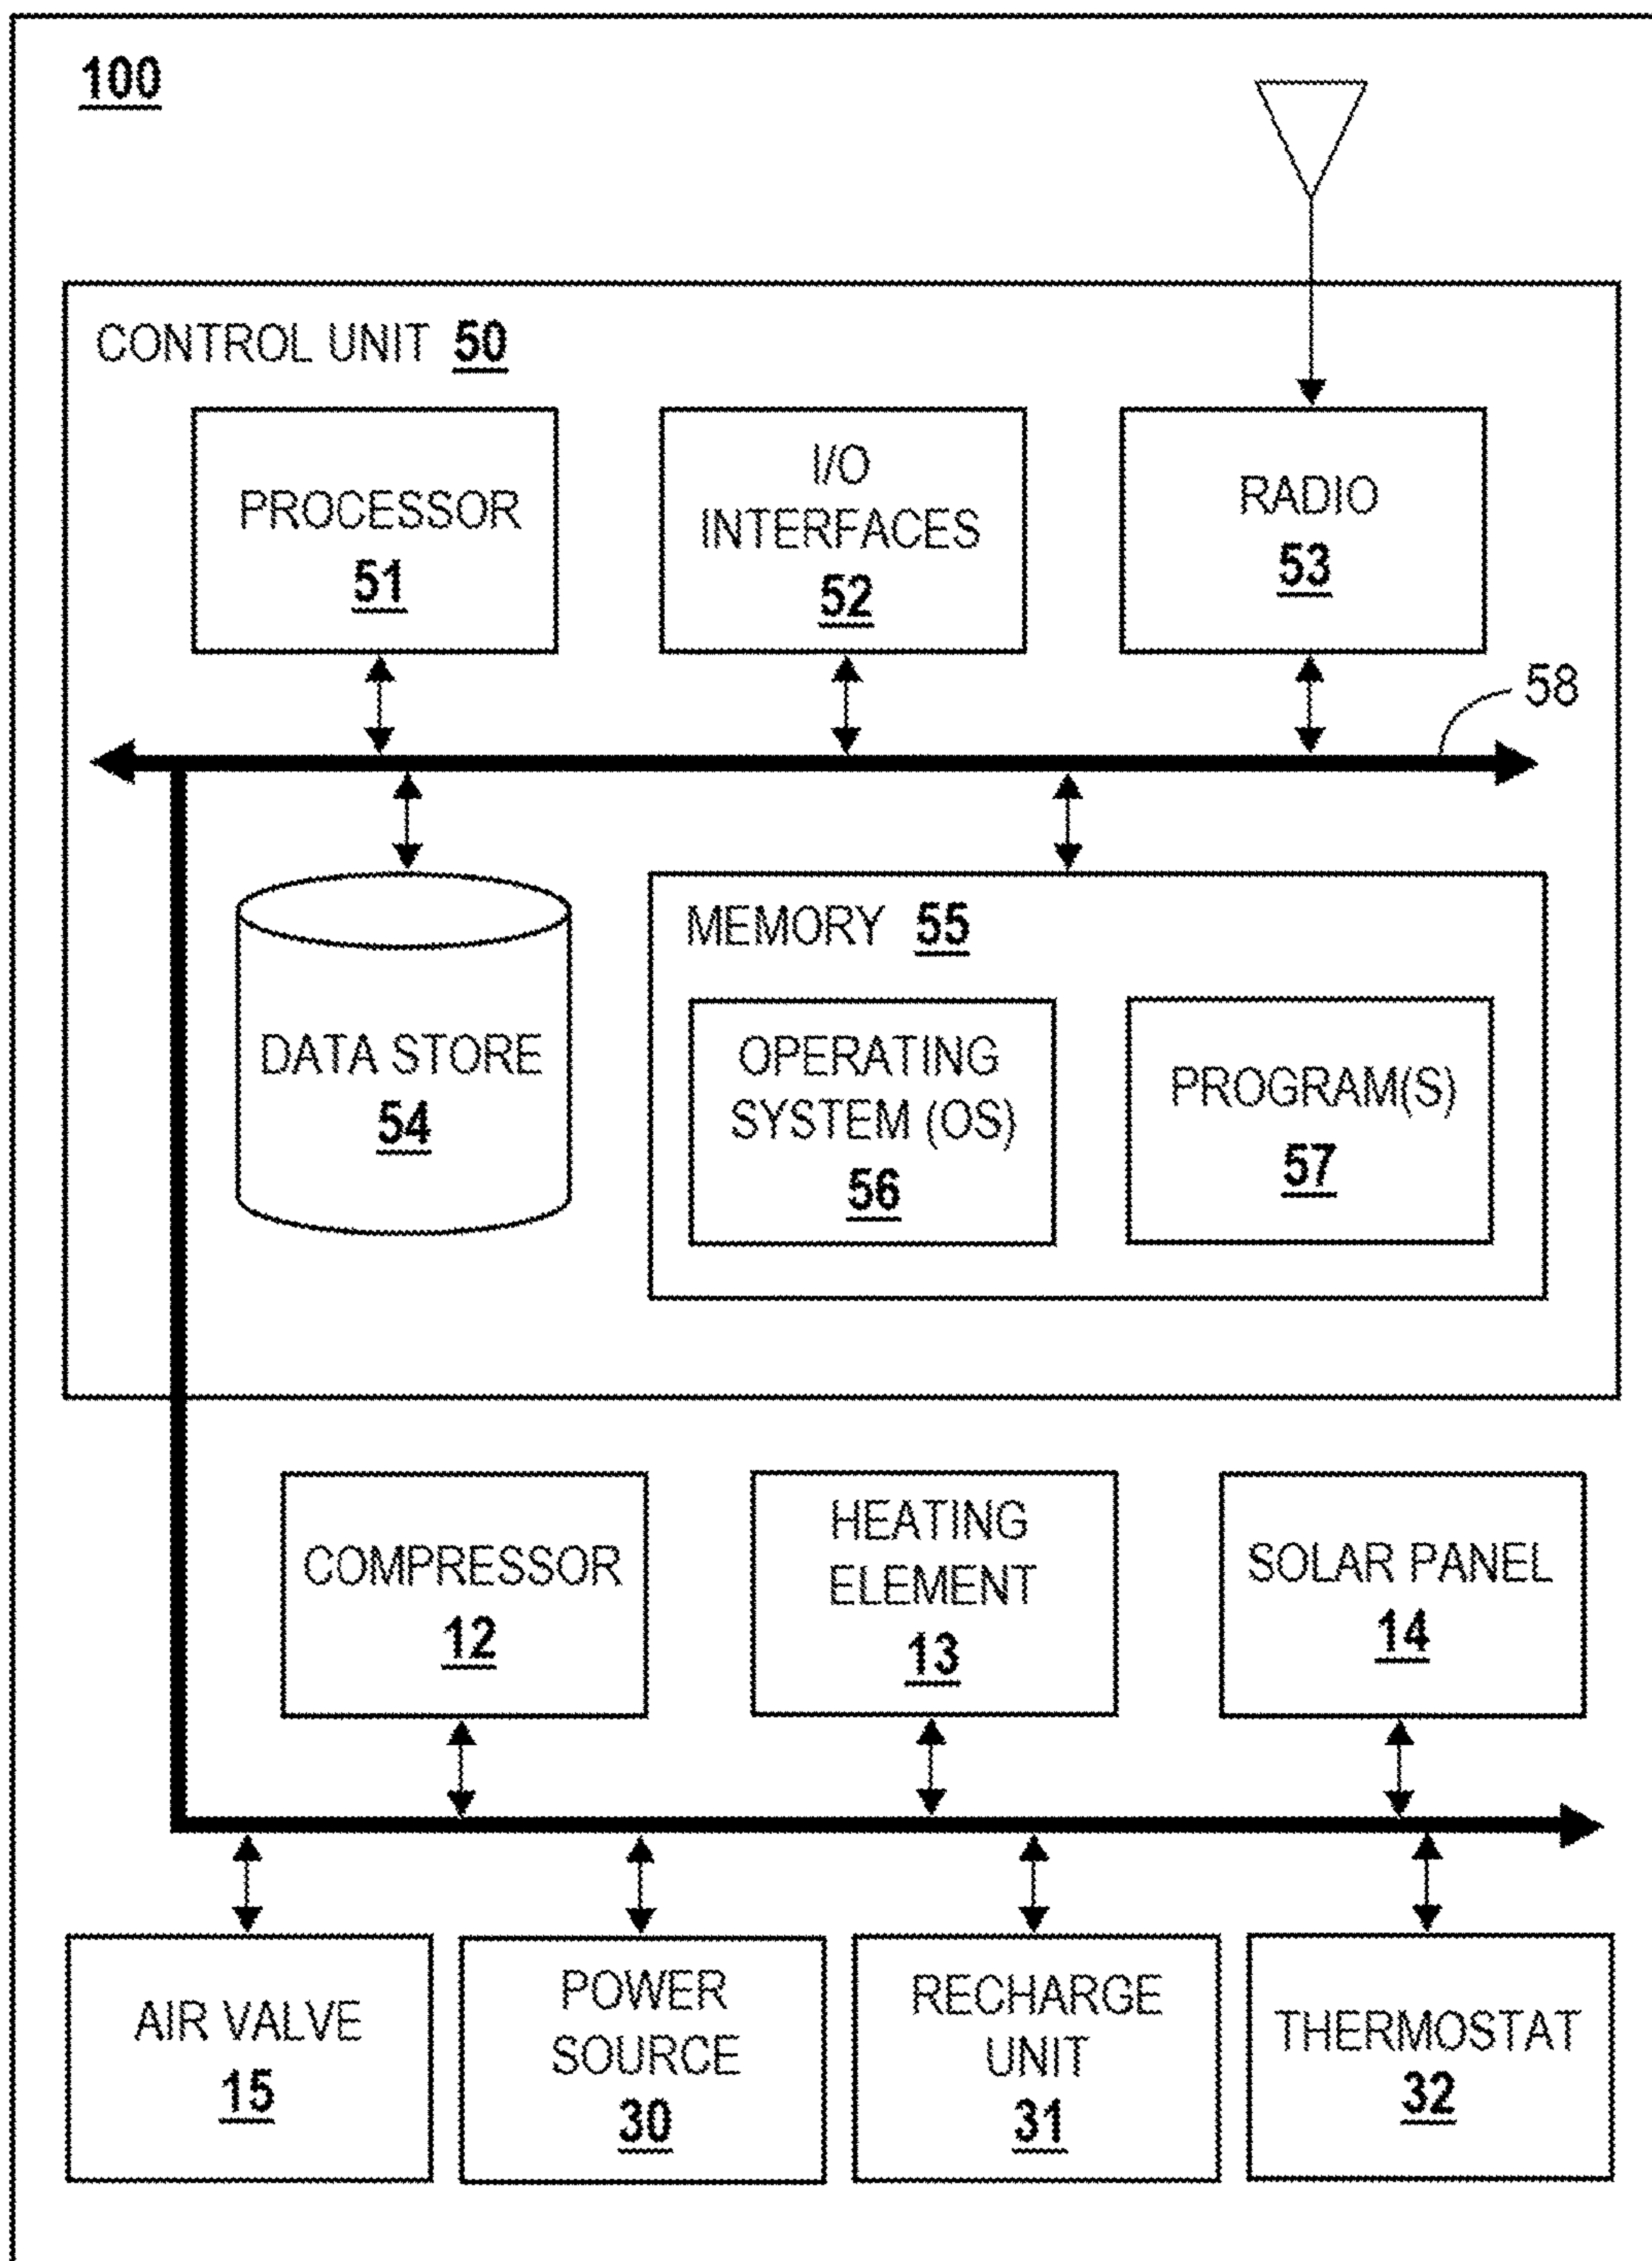 100
CONTROL UNIT 50
PROCESSOR
51
I/O
INTERFACES
52
RADIO
53
58
DATA STORE
54
MEMORY 55
OPERATING
SYSTEM (OS)
56
PROGRAM(S)
57
COMPRESSOR
12
HEATING
ELEMENT
13
SOLAR PANEL
14
AIR VALVE
15
POWER
SOURCE
30
RECHARGE
UNIT
31
THERMOSTAT
32